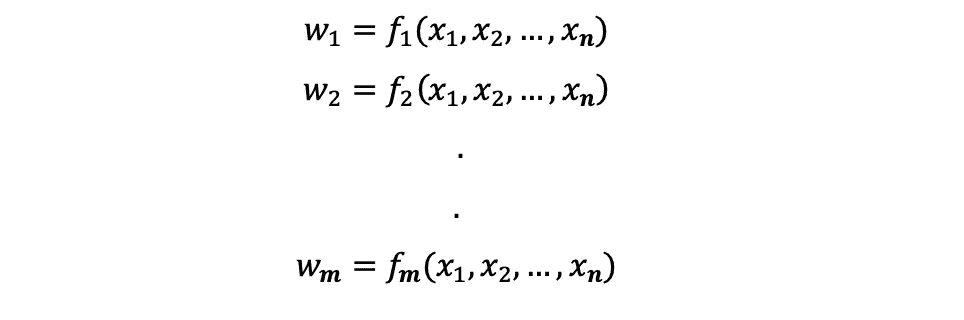 w₁ = f₁(x₁, x₂, … , xₙ)
w₂ = f₂(x₁, x₂, … , xₙ)
.
.
wₘ = fₘ(x₁, x₂, … , xₙ)